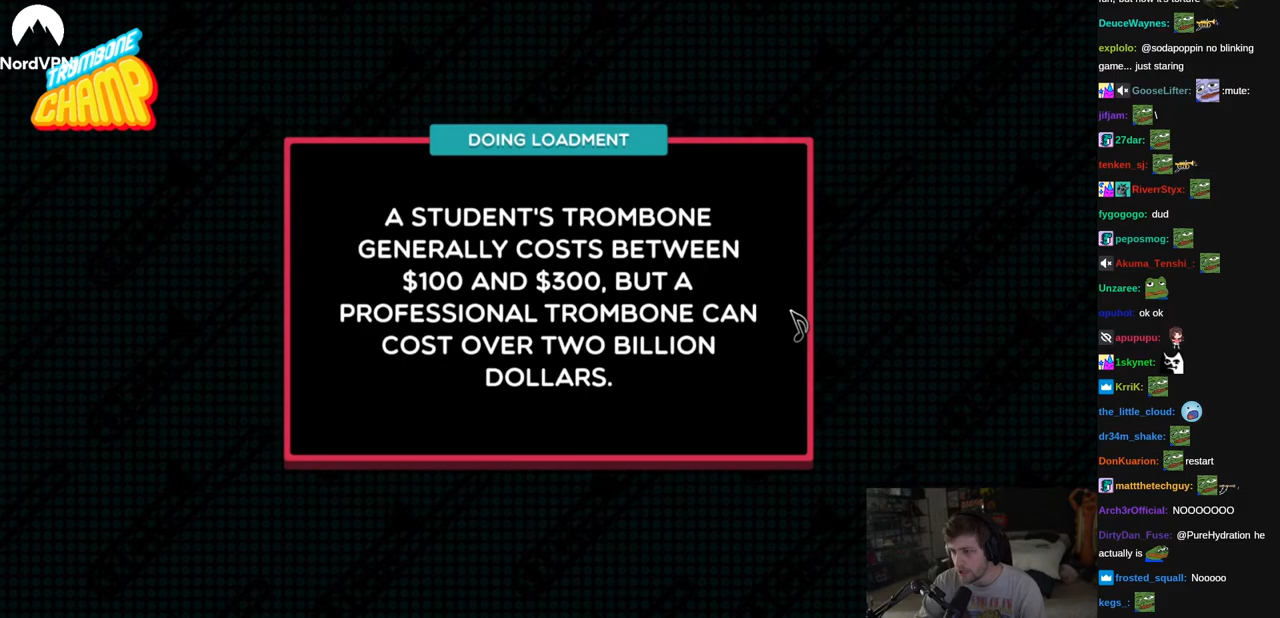 NordVPN
TROMBONE
CHAMP
DOING LOADMENT
A STUDENT'S TROMBONE
GENERALLY COSTS BETWEEN
$100 AND $300, BUT A
PROFESSIONAL TROMBONE CAN
COST OVER TWO BILLION
DOLLARS.
DeuceWaynes:
explolo: @sodapoppin no blinking
game... just staring
GooseLifter: :mute:
jifjam: \
27dar:
tenken_sj:
RiverrStyx:
fygogogo: dud
peposmog:
Akuma_Tenshi_:
Unzaree:
opuhot: ok ok
apupupu:
1skynet:
KrriK:
the_little_cloud:
dr34m_shake:
DonKuarion: restart
mattthetechguy:
Arch3rOfficial: NOOOOOOO
DirtyDan_Fuse: @PureHydration he
actually is
frosted_squall: Nooooo
kegs_: